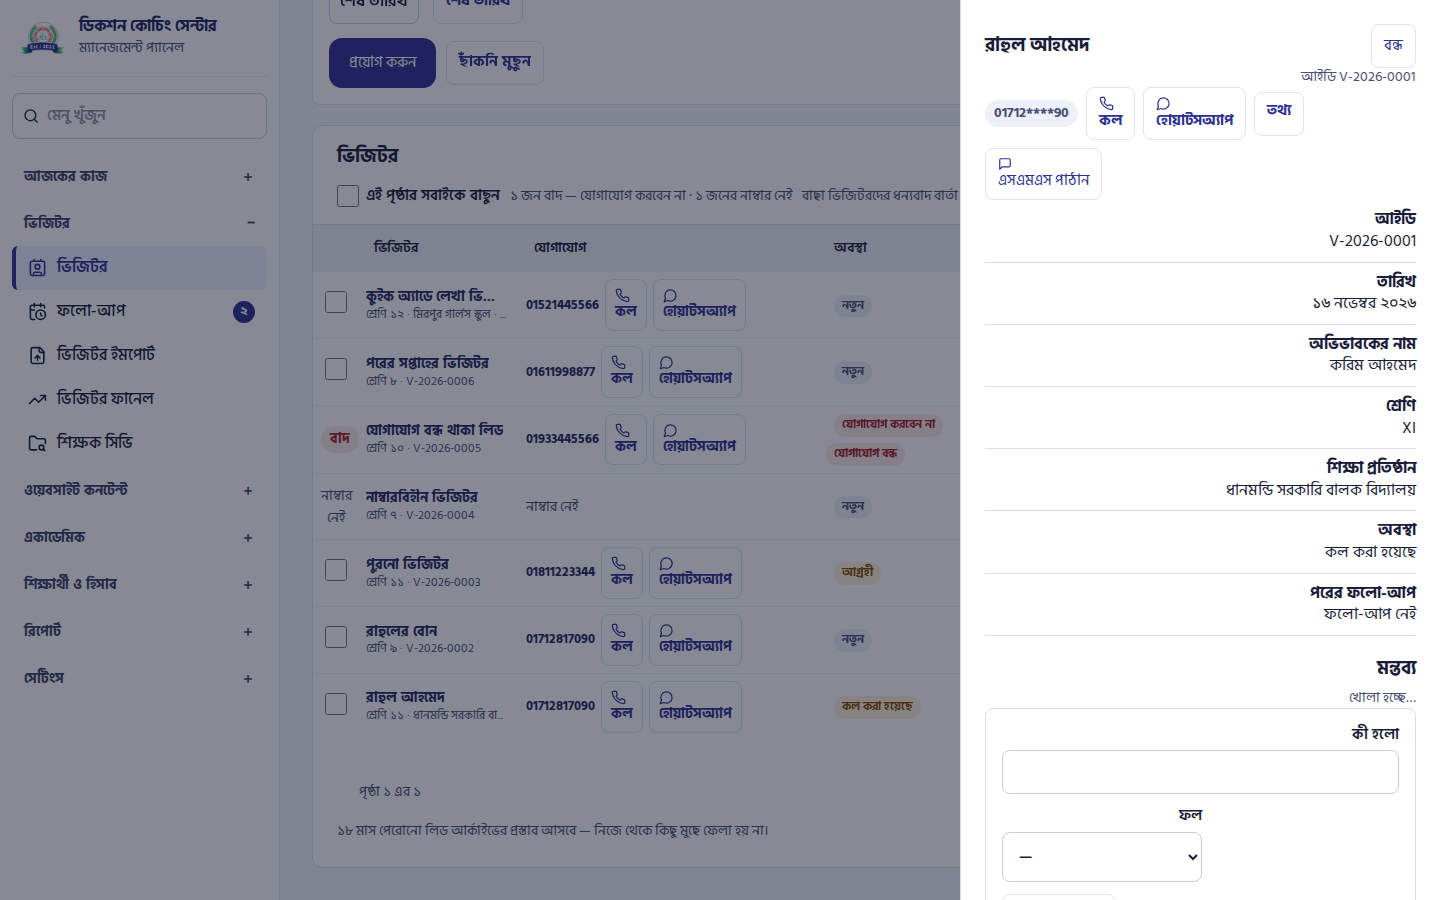 ডিকশন কোচিং সেন্টার
ম্যানেজমেন্ট প্যানেল
Est : 2011
মেনু খুঁজুন
আজকের কাজ +
ভিজিটর −
ভিজিটর
ফলো-আপ ২
ভিজিটর ইমপোর্ট
ভিজিটর ফানেল
শিক্ষক সিভি
ওয়েবসাইট কনটেন্ট +
একাডেমিক +
শিক্ষার্থী ও হিসাব +
রিপোর্ট +
সেটিংস +
শেষ তারিখ শেষ তারিখ
প্রয়োগ করুন ছাঁকনি মুছুন
ভিজিটর
এই পৃষ্ঠার সবাইকে বাছুন ১ জন বাদ — যোগাযোগ করবেন না · ১ জনের নাম্বার নেই বাছা ভিজিটরদের ধন্যবাদ বার্তা
ভিজিটর যোগাযোগ অবস্থা
কুইক অ্যাডে লেখা ভি...
শ্রেণি ১২ · মিরপুর গার্লস স্কুল · ...
01521445566 কল হোয়াটসঅ্যাপ নতুন
পরের সপ্তাহের ভিজিটর
শ্রেণি ৮ · V-2026-0006
01611998877 কল হোয়াটসঅ্যাপ নতুন
বাদ যোগাযোগ বন্ধ থাকা লিড
শ্রেণি ১০ · V-2026-0005
01933445566 কল হোয়াটসঅ্যাপ যোগাযোগ করবেন না
যোগাযোগ বন্ধ
নাম্বার নেই নাম্বারবিহীন ভিজিটর
শ্রেণি ৭ · V-2026-0004
নাম্বার নেই নতুন
পুরনো ভিজিটর
শ্রেণি ১১ · V-2026-0003
01811223344 কল হোয়াটসঅ্যাপ আগ্রহী
রাহুলের বোন
শ্রেণি ৯ · V-2026-0002
01712817090 কল হোয়াটসঅ্যাপ নতুন
রাহুল আহমেদ
শ্রেণি ১১ · ধানমন্ডি সরকারি বা...
01712817090 কল হোয়াটসঅ্যাপ কল করা হয়েছে
পৃষ্ঠা ১ এর ১
১৮ মাস পেরোনো লিড আর্কাইভের প্রস্তাব আসবে — নিজে থেকে কিছু মুছে ফেলা হয় না।
রাহুল আহমেদ বন্ধ
আইডি V-2026-0001
01712****90 কল হোয়াটসঅ্যাপ তথ্য
এসএমএস পাঠান
আইডি
V-2026-0001
তারিখ
১৬ নভেম্বর ২০২৬
অভিভাবকের নাম
করিম আহমেদ
শ্রেণি
XI
শিক্ষা প্রতিষ্ঠান
ধানমন্ডি সরকারি বালক বিদ্যালয়
অবস্থা
কল করা হয়েছে
পরের ফলো-আপ
ফলো-আপ নেই
মন্তব্য
খোলা হচ্ছে...
কী হলো
ফল
—